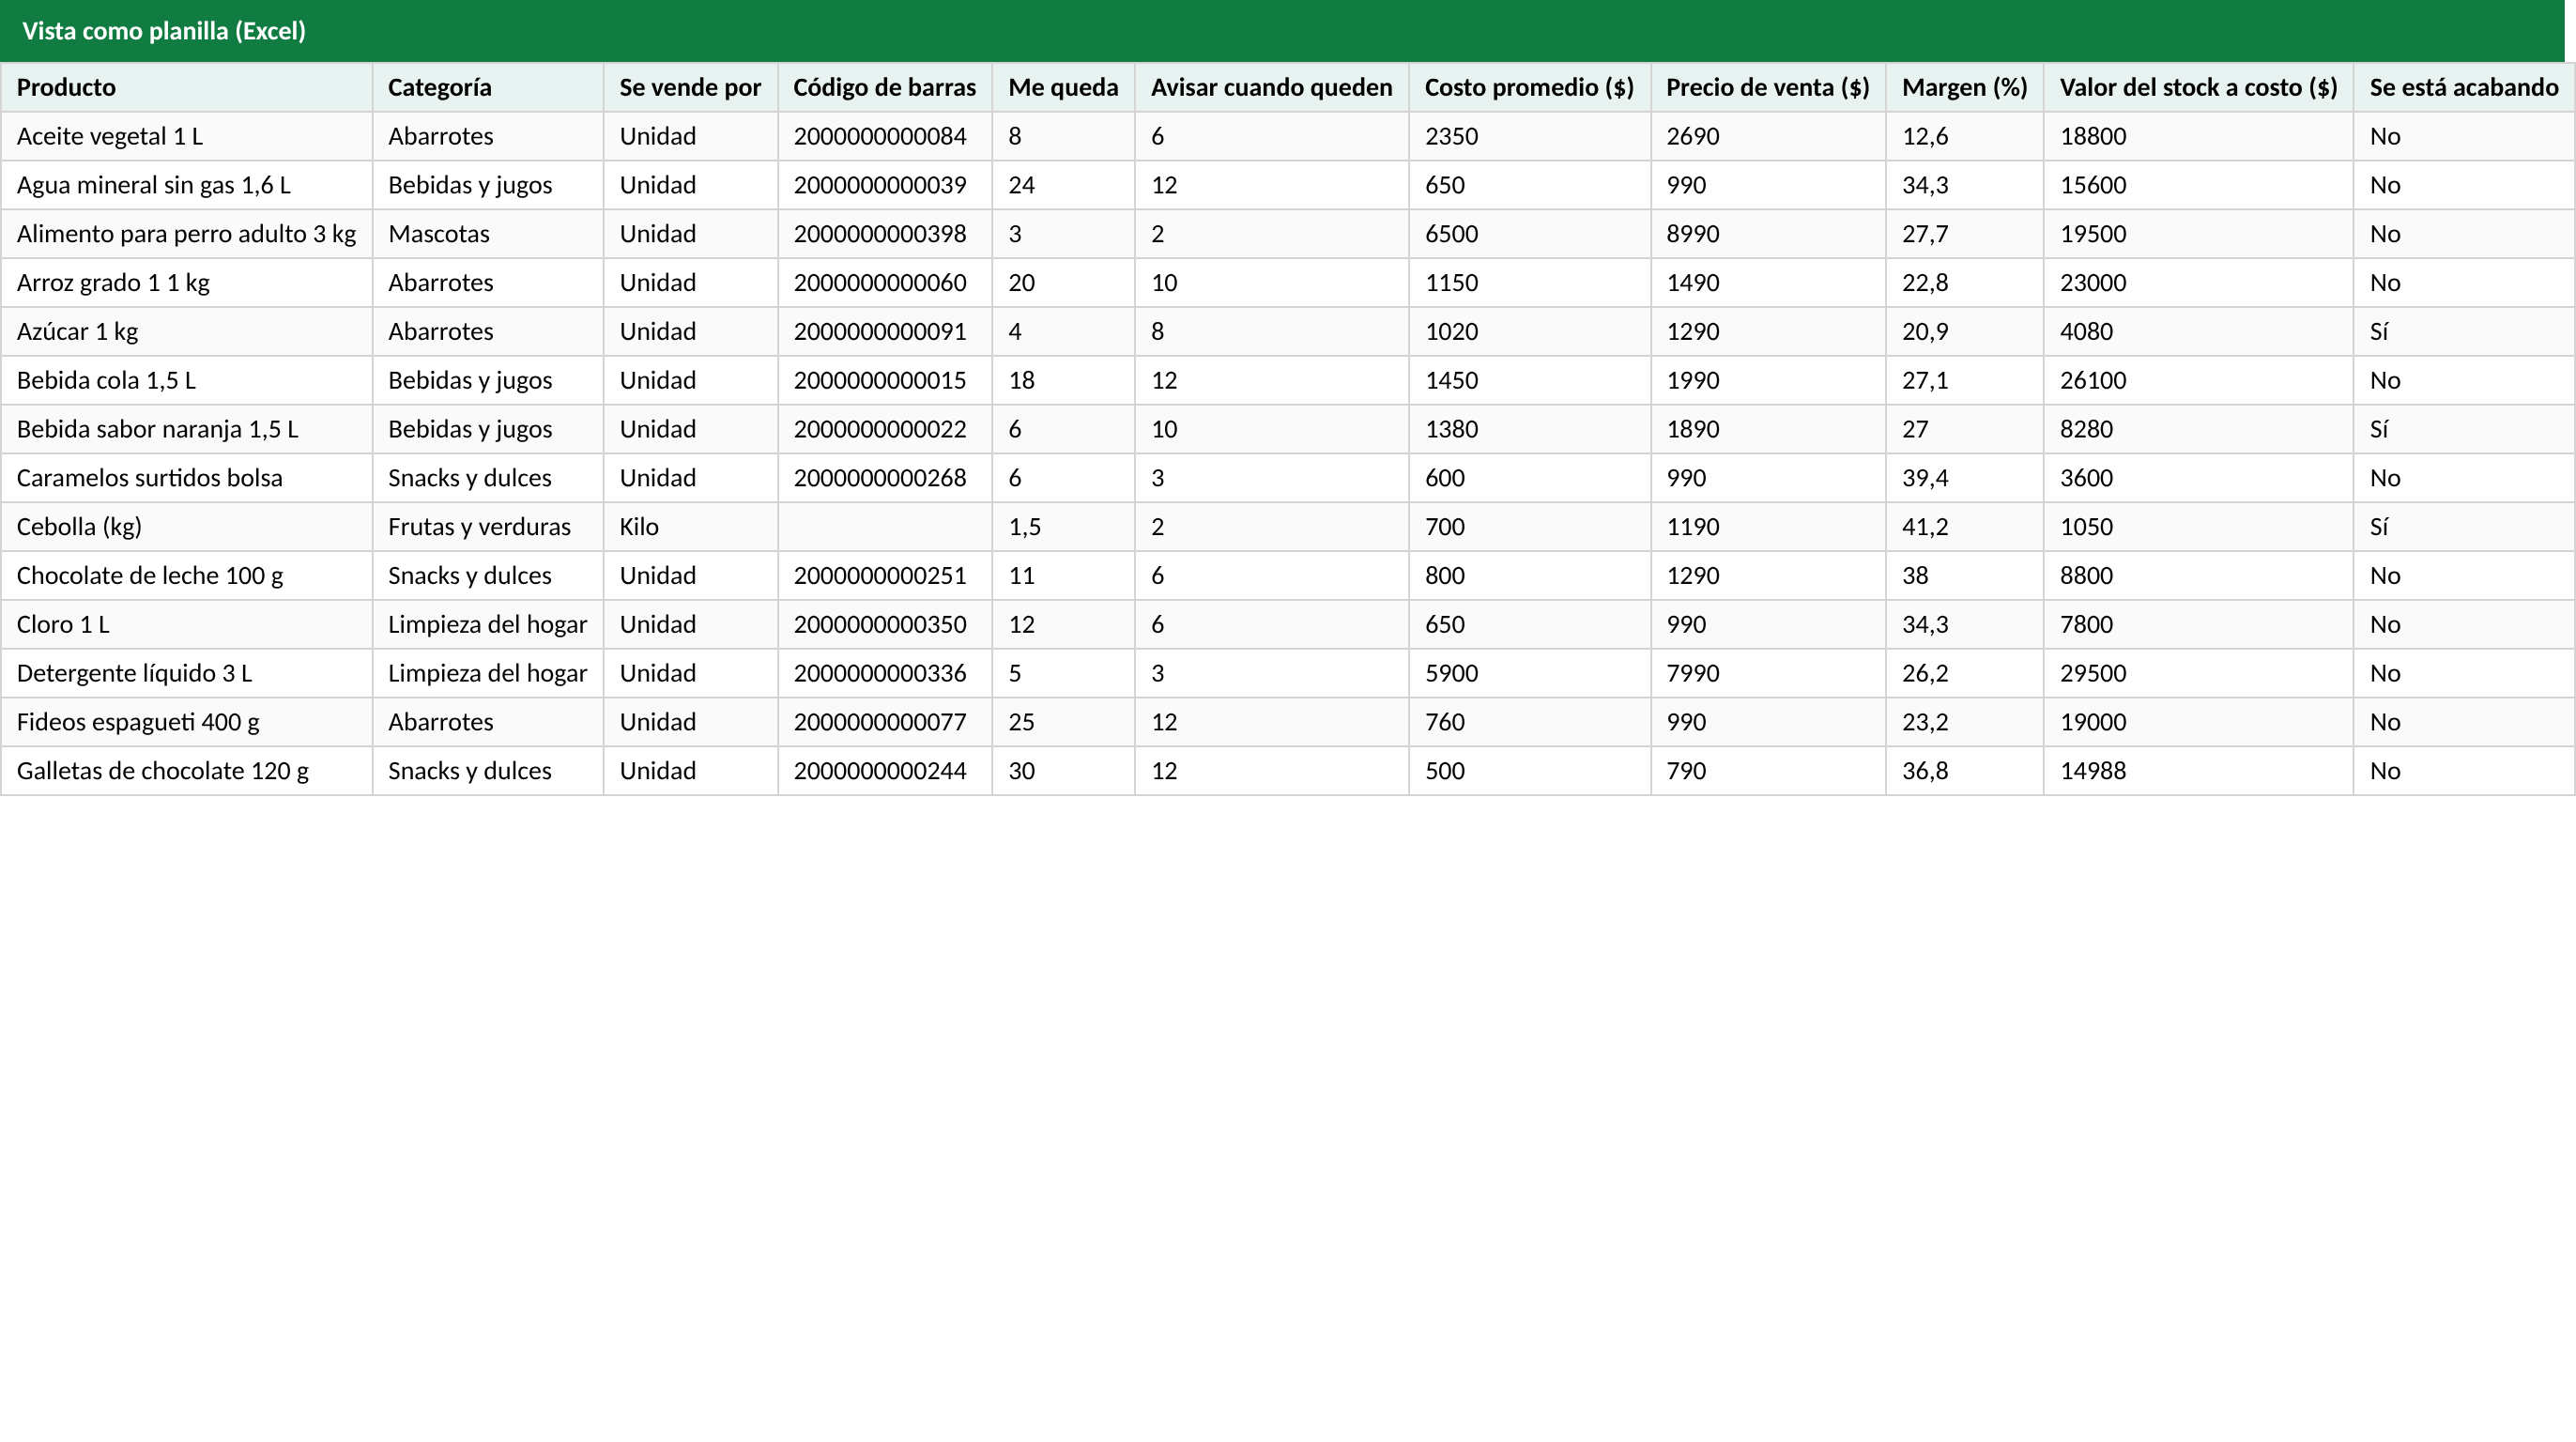 Vista como planilla (Excel)
Producto Categoría Se vende por Código de barras Me queda Avisar cuando queden Costo promedio ($) Precio de venta ($) Margen (%) Valor del stock a costo ($) Se está acabando
Aceite vegetal 1 L Abarrotes Unidad 2000000000084 8 6 2350 2690 12,6 18800 No
Agua mineral sin gas 1,6 L Bebidas y jugos Unidad 2000000000039 24 12 650 990 34,3 15600 No
Alimento para perro adulto 3 kg Mascotas Unidad 2000000000398 3 2 6500 8990 27,7 19500 No
Arroz grado 1 1 kg Abarrotes Unidad 2000000000060 20 10 1150 1490 22,8 23000 No
Azúcar 1 kg Abarrotes Unidad 2000000000091 4 8 1020 1290 20,9 4080 Sí
Bebida cola 1,5 L Bebidas y jugos Unidad 2000000000015 18 12 1450 1990 27,1 26100 No
Bebida sabor naranja 1,5 L Bebidas y jugos Unidad 2000000000022 6 10 1380 1890 27 8280 Sí
Caramelos surtidos bolsa Snacks y dulces Unidad 2000000000268 6 3 600 990 39,4 3600 No
Cebolla (kg) Frutas y verduras Kilo 1,5 2 700 1190 41,2 1050 Sí
Chocolate de leche 100 g Snacks y dulces Unidad 2000000000251 11 6 800 1290 38 8800 No
Cloro 1 L Limpieza del hogar Unidad 2000000000350 12 6 650 990 34,3 7800 No
Detergente líquido 3 L Limpieza del hogar Unidad 2000000000336 5 3 5900 7990 26,2 29500 No
Fideos espagueti 400 g Abarrotes Unidad 2000000000077 25 12 760 990 23,2 19000 No
Galletas de chocolate 120 g Snacks y dulces Unidad 2000000000244 30 12 500 790 36,8 14988 No